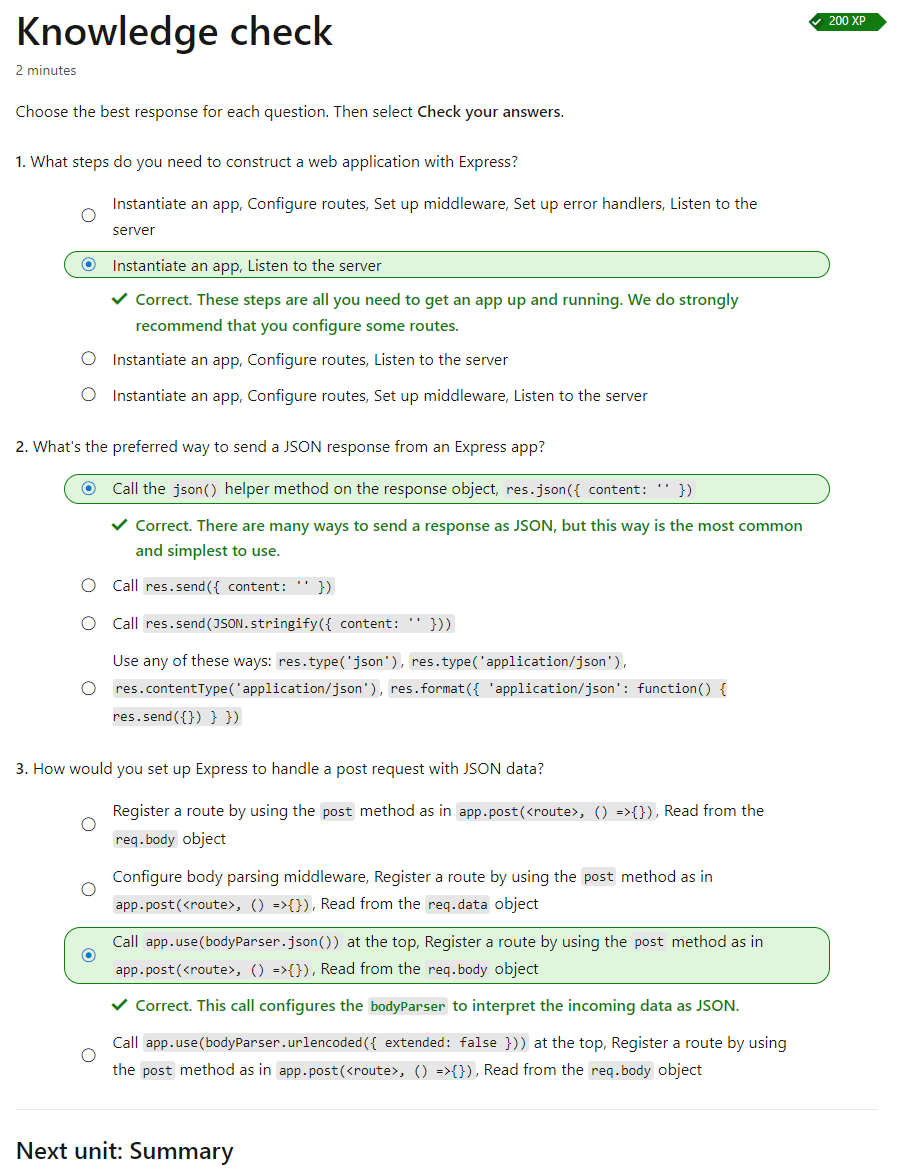 Knowledge check
200 XP
2 minutes
Choose the best response for each question. Then select Check your answers.
1. What steps do you need to construct a web application with Express?
Instantiate an app, Configure routes, Set up middleware, Set up error handlers, Listen to the
server
Instantiate an app, Listen to the server
Correct. These steps are all you need to get an app up and running. We do strongly
recommend that you configure some routes.
Instantiate an app, Configure routes, Listen to the server
Instantiate an app, Configure routes, Set up middleware, Listen to the server
2. What's the preferred way to send a JSON response from an Express app?
Call the json() helper method on the response object, res.json({ content: '' })
Correct. There are many ways to send a response as JSON, but this way is the most common
and simplest to use.
Call res.send({ content: '' })
Call res.send(JSON.stringify({ content: '' }))
Use any of these ways: res.type('json'), res.type('application/json'),
res.contentType('application/json'), res.format({ 'application/json': function() {
res.send({}) } })
3. How would you set up Express to handle a post request with JSON data?
Register a route by using the post method as in app.post(<route>, () =>{}), Read from the
req.body object
Configure body parsing middleware, Register a route by using the post method as in
app.post(<route>, () =>{}), Read from the req.data object
Call app.use(bodyParser.json()) at the top, Register a route by using the post method as in
app.post(<route>, () =>{}), Read from the req.body object
Correct. This call configures the bodyParser to interpret the incoming data as JSON.
Call app.use(bodyParser.urlencoded({ extended: false })) at the top, Register a route by using
the post method as in app.post(<route>, () =>{}), Read from the req.body object
Next unit: Summary